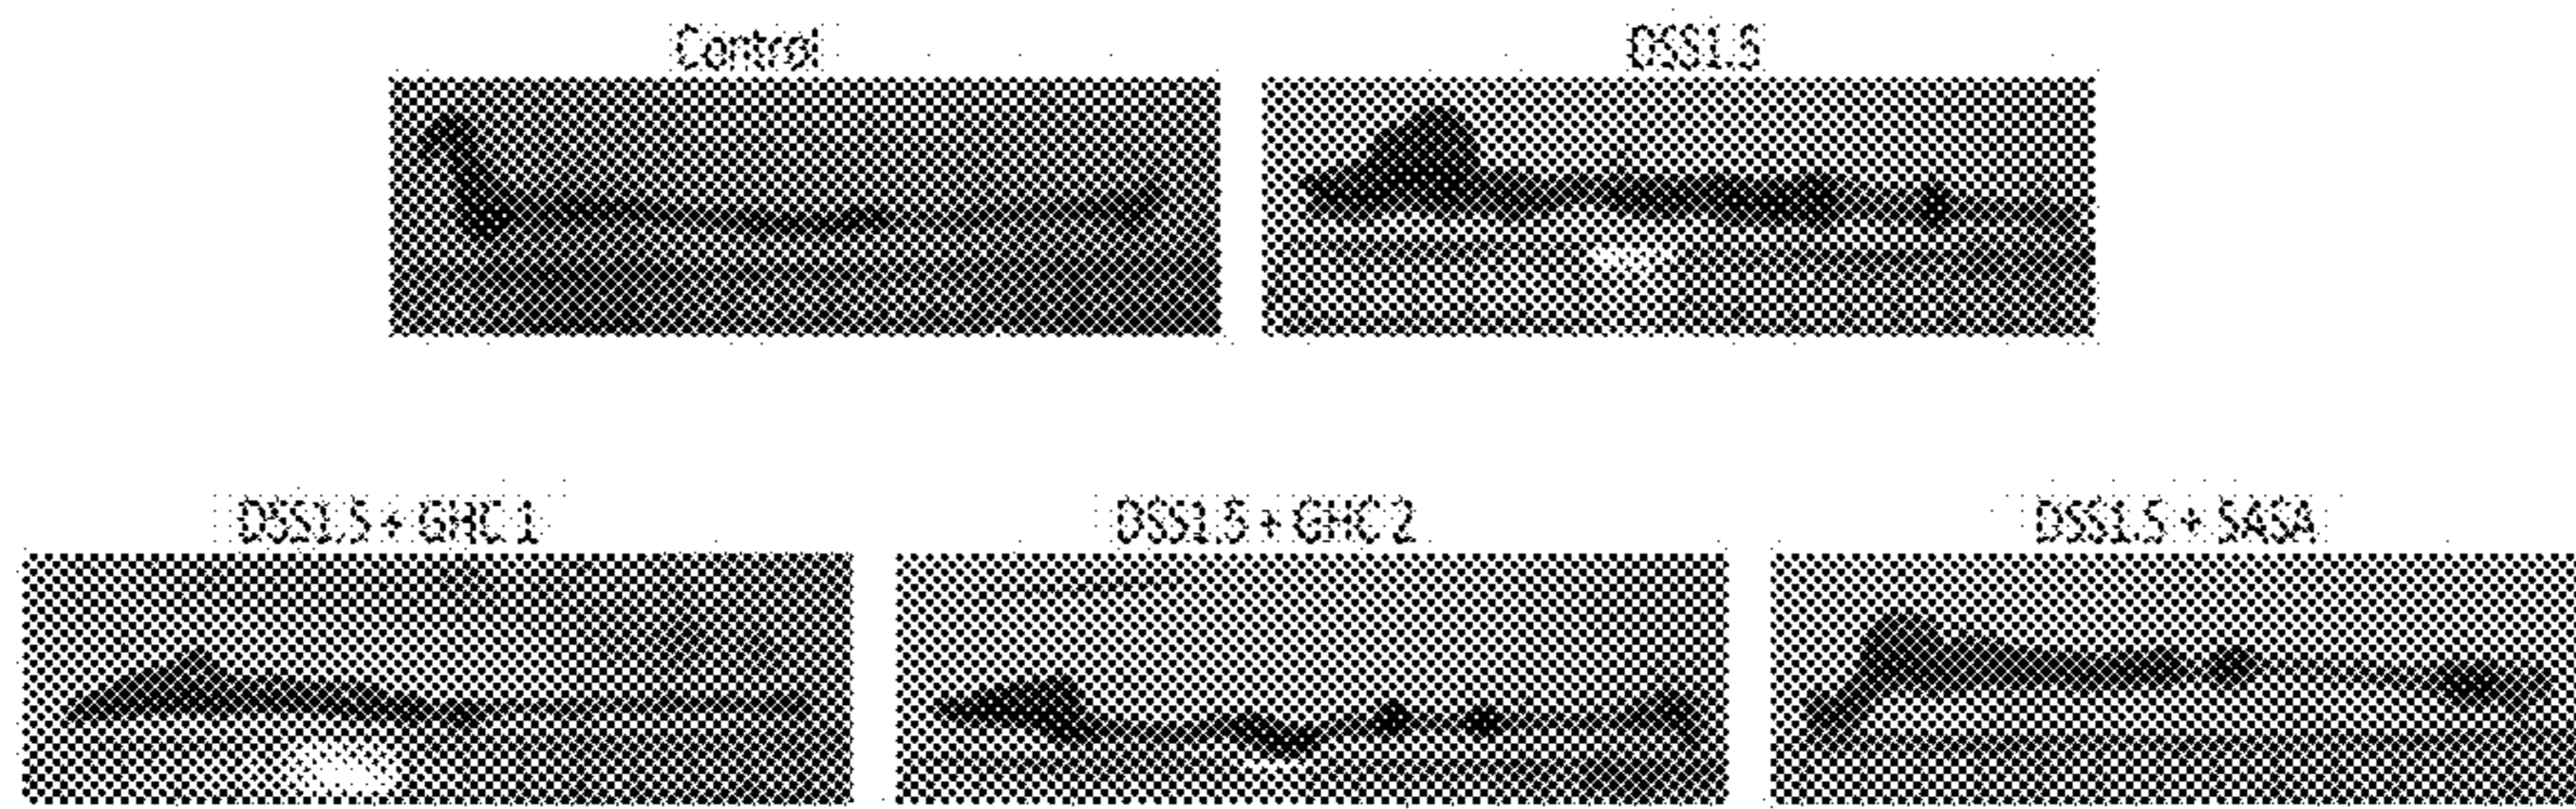 Control
DSS1.5
DSS1.5 + GHC 1
DSS1.5 + GHC 2
DSS1.5 + SASA